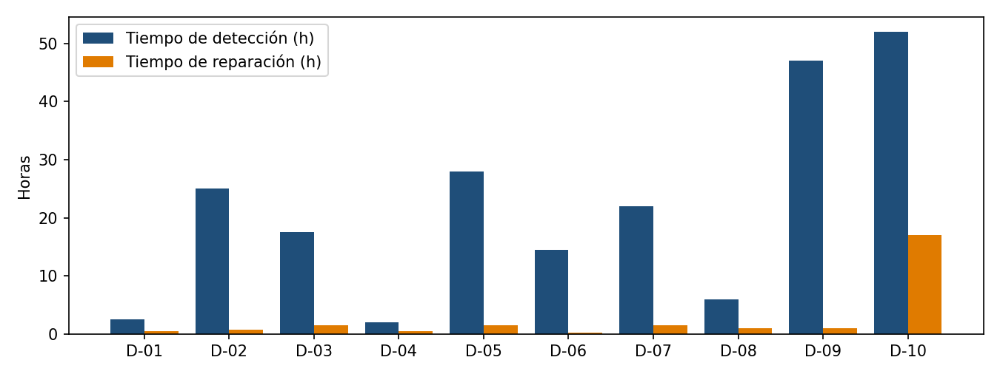 Tiempo de detección (h)
Tiempo de reparación (h)
Horas
50
40
30
20
10
0
D-01 D-02 D-03 D-04 D-05 D-06 D-07 D-08 D-09 D-10